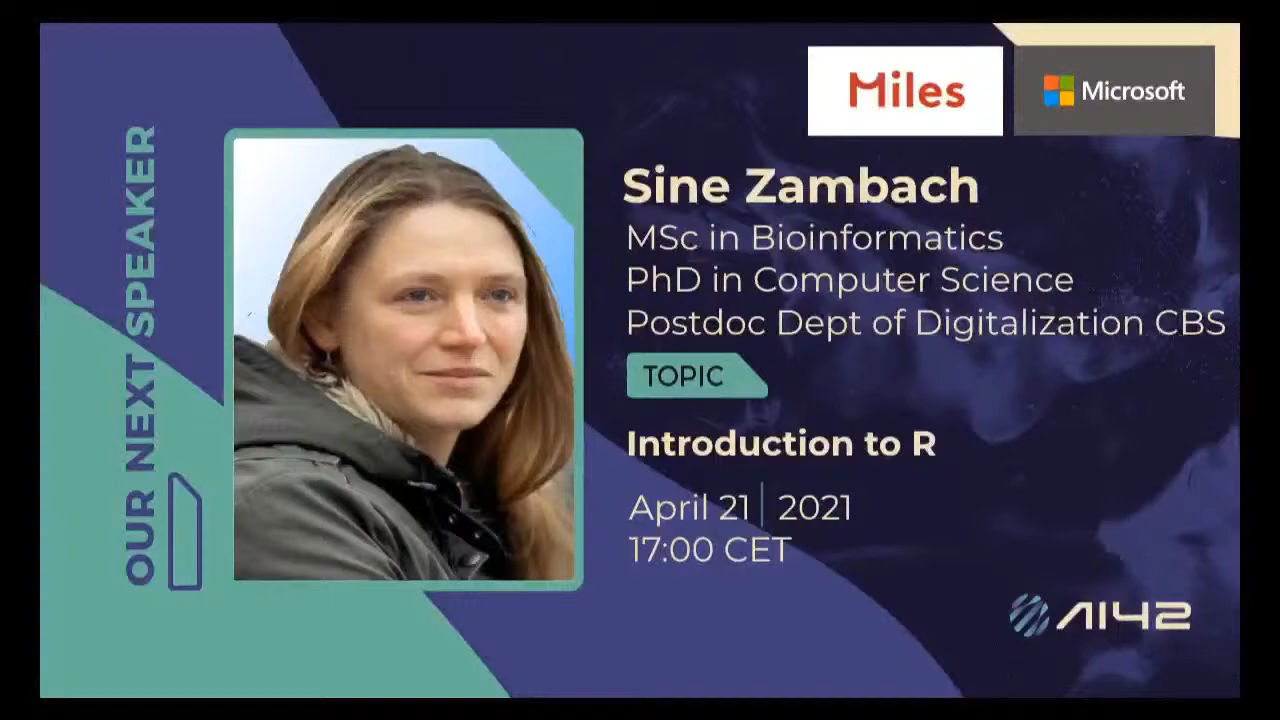 OUR NEXT SPEAKER
Miles
Microsoft
Sine Zambach
MSc in Bioinformatics
PhD in Computer Science
Postdoc Dept of Digitalization CBS
TOPIC
Introduction to R
April 21 2021
17:00 CET
AI42